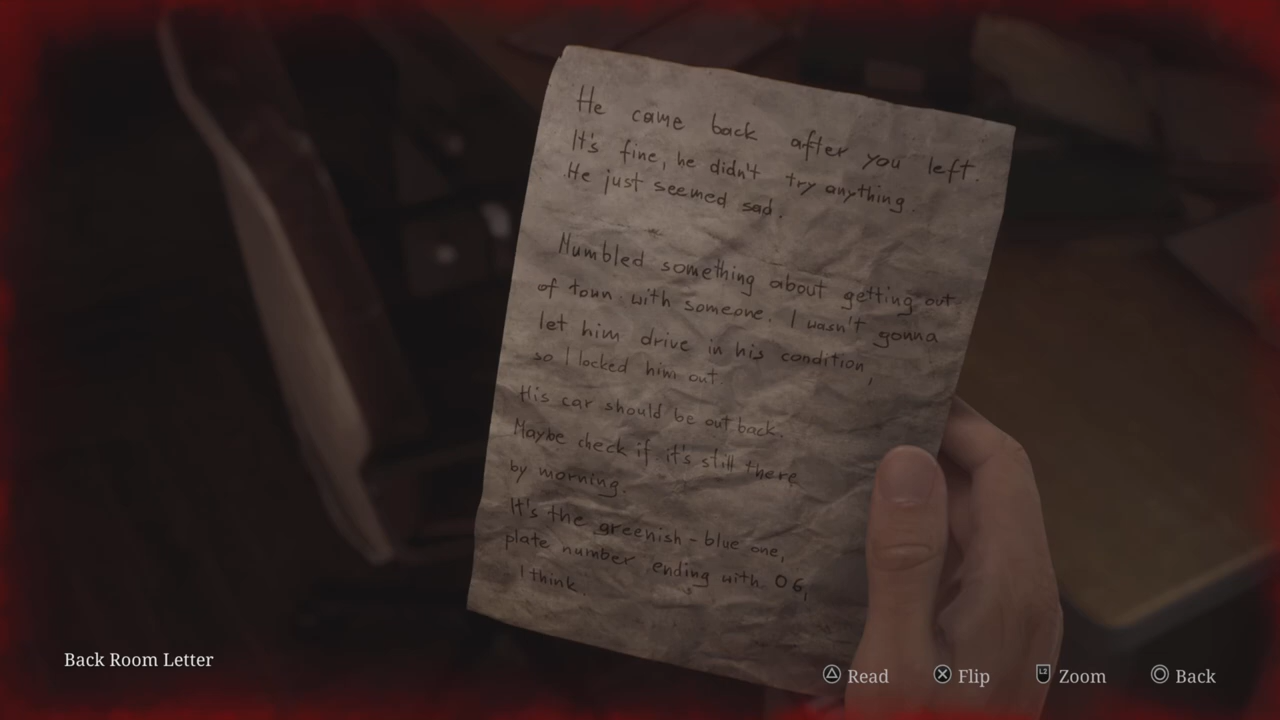 He came back after you left.
It's fine, he didn't try anything.
He just seemed sad.
Mumbled something about getting out
of town with someone. I wasn't gonna
let him drive in his condition,
so I locked him out.
His car should be out back.
Maybe check if it's still there
by morning.
It's the greenish-blue one,
plate number ending with 06,
I think.
Back Room Letter
Read
Flip
L2 Zoom
Back